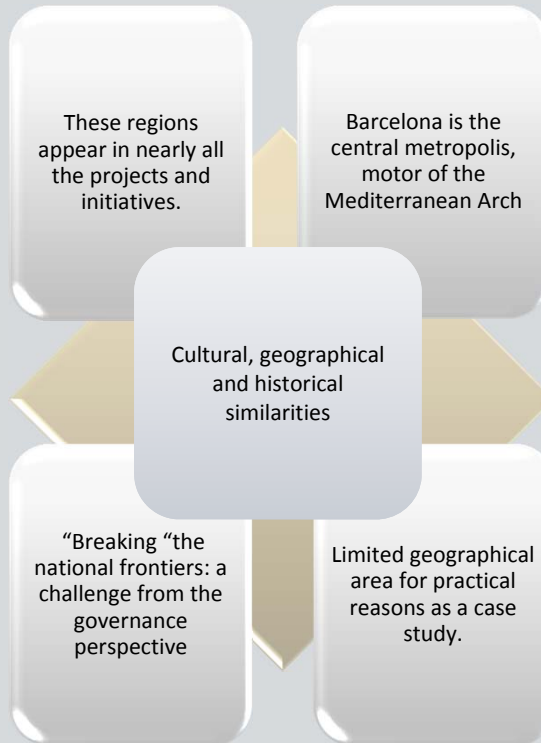 These regions
appear in nearly all
the projects and
initiatives.
Barcelona is the
central metropolis,
motor of the
Mediterranean Arch
Cultural, geographical
and historical
similarities
“Breaking “the
national frontiers: a
challenge from the
governance
perspective
Limited geographical
area for practical
reasons as a case
study.